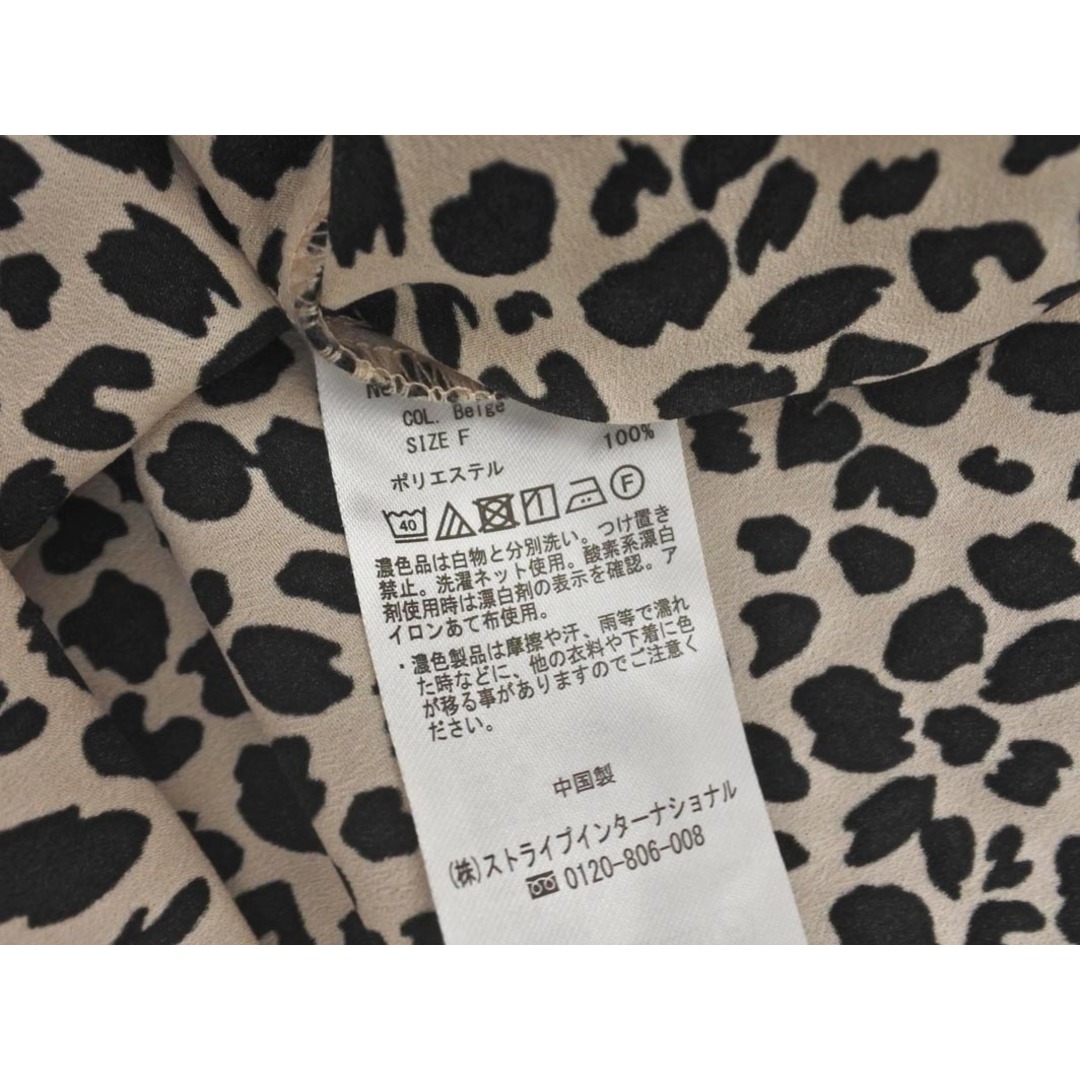 COL. Beige
SIZE F
ポリエステル 100%
40 F
濃色品は白物と分別洗い。つけ置き
禁止。洗濯ネット使用。酸素系漂白
剤使用時は漂白剤の表示を確認。ア
イロンあて布使用。
・濃色製品は摩擦や汗、雨等で濡れ
た時などに、他の衣料や下着に色
が移る事がありますのでご注意く
ださい。
中国製
(株)ストライプインターナショナル
0120-806-008